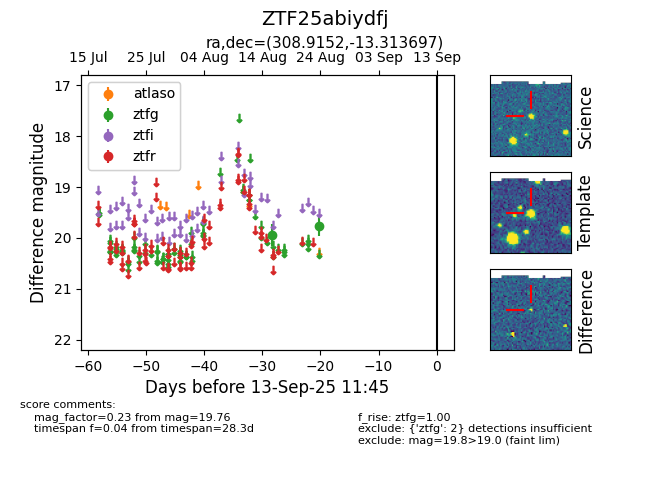 ZTF25abiydfj
ra,dec=(308.9152,-13.313697)
15 Jul 25 Jul 04 Aug 14 Aug 24 Aug 03 Sep 13 Sep
atlaso
ztfg
ztfi
ztfr
17
18
19
20
21
22
Difference magnitude
−60 −50 −40 −30 −20 −10 0
Days before 13-Sep-25 11:45
Science
Template
Difference
score comments:
mag_factor=0.23 from mag=19.76
timespan f=0.04 from timespan=28.3d
f_rise: ztfg=1.00
exclude: {'ztfg': 2} detections insufficient
exclude: mag=19.8>19.0 (faint lim)